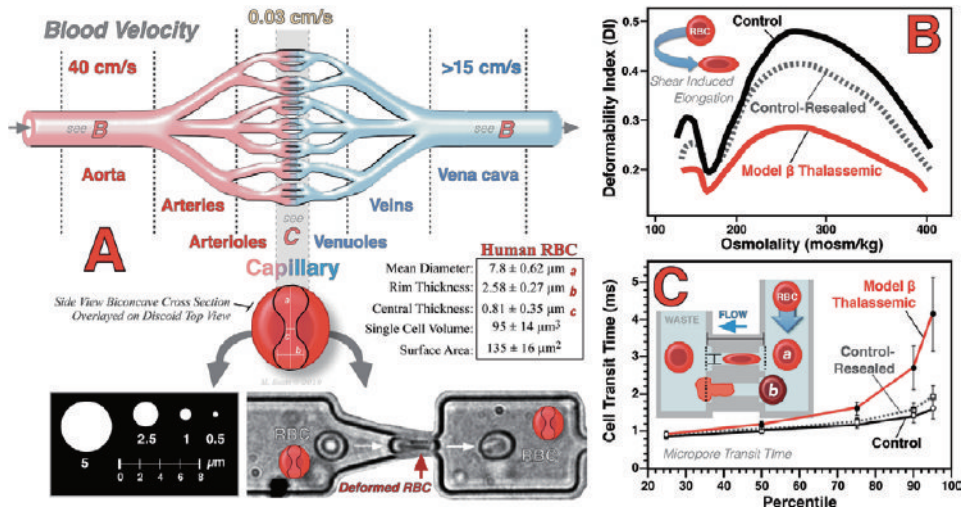 Blood Velocity
0.03 cm/s
40 cm/s
>15 cm/s
see B
see B
Aorta
Vena cava
Arteries
Veins
see
C
Arterioles
Venuoles
A
Capillary
Side View Biconcave Cross Section
Overlayed on Discoid Top View
a
c
b
Human RBC
Mean Diameter: 7.8 ± 0.62 µm a
Rim Thickness: 2.58 ± 0.27 µm b
Central Thickness: 0.81 ± 0.35 µm c
Single Cell Volume: 95 ± 14 µm3
Surface Area: 135 ± 16 µm2
5 2.5 1 0.5
µm
0 2 4 6 8
RBC
RBC
Deformed RBC
B
Deformability Index (DI)
0.5
0.4
0.3
0.2
RBC
Shear Induced
Elongation
Control
Control-Resealed
Model β Thalassemic
100 200 300 400
Osmolality (mosm/kg)
C
Cell Transit Time (ms)
5
4
3
2
1
0
WASTE
FLOW
RBC
a
b
Model β
Thalassemic
Control-
Resealed
Control
Micropore Transit Time
20 30 40 50 60 70 80 90 100
Percentile